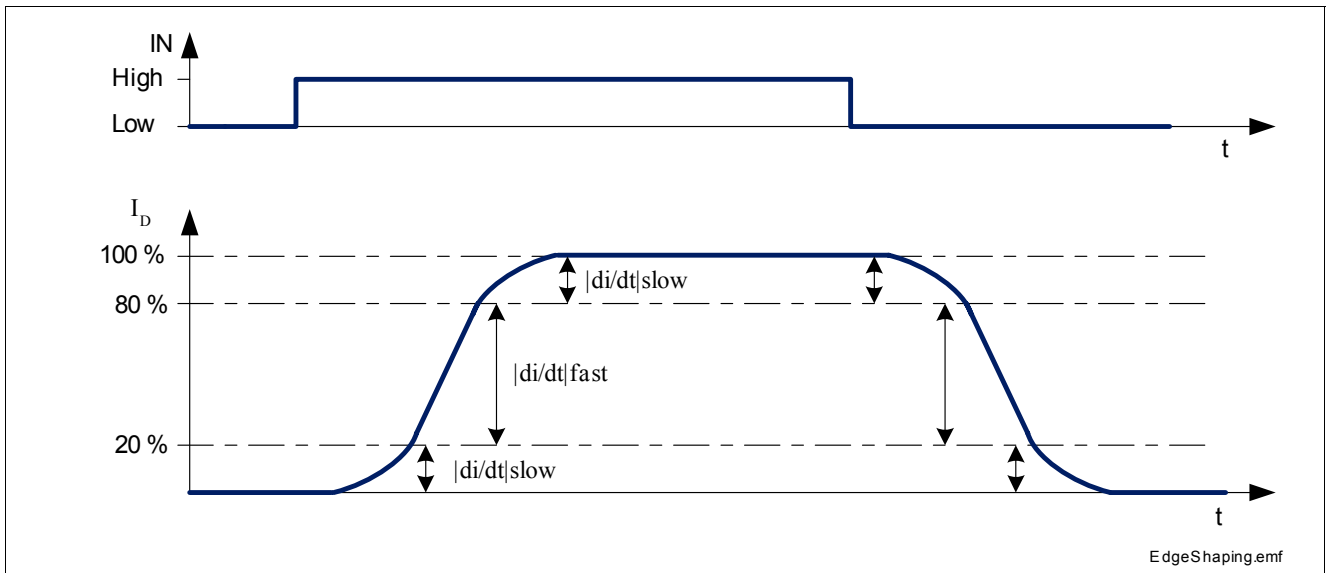 IN
High
Low
t
I_D
100 %
|di/dt|slow
80 %
|di/dt|fast
20 %
|di/dt|slow
t
EdgeShaping.emf